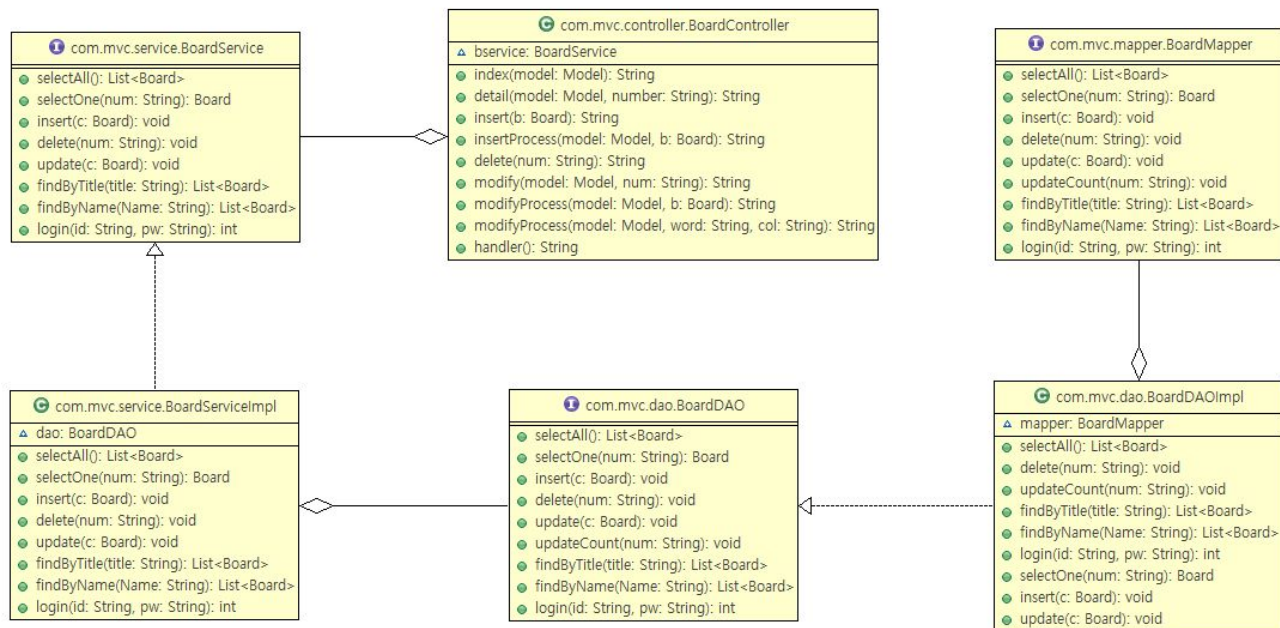 com.mvc.service.BoardService
selectAll(): List<Board>
selectOne(num: String): Board
insert(c: Board): void
delete(num: String): void
update(c: Board): void
findByTitle(title: String): List<Board>
findByName(Name: String): List<Board>
login(id: String, pw: String): int
com.mvc.controller.BoardController
bservice: BoardService
index(model: Model): String
detail(model: Model, number: String): String
insert(b: Board): String
insertProcess(model: Model, b: Board): String
delete(num: String): String
modify(model: Model, num: String): String
modifyProcess(model: Model, b: Board): String
modifyProcess(model: Model, word: String, col: String): String
handler(): String
com.mvc.mapper.BoardMapper
selectAll(): List<Board>
selectOne(num: String): Board
insert(c: Board): void
delete(num: String): void
update(c: Board): void
updateCount(num: String): void
findByTitle(title: String): List<Board>
findByName(Name: String): List<Board>
login(id: String, pw: String): int
com.mvc.service.BoardServiceImpl
dao: BoardDAO
selectAll(): List<Board>
selectOne(num: String): Board
insert(c: Board): void
delete(num: String): void
update(c: Board): void
findByTitle(title: String): List<Board>
findByName(Name: String): List<Board>
login(id: String, pw: String): int
com.mvc.dao.BoardDAO
selectAll(): List<Board>
selectOne(num: String): Board
insert(c: Board): void
delete(num: String): void
update(c: Board): void
updateCount(num: String): void
findByTitle(title: String): List<Board>
findByName(Name: String): List<Board>
login(id: String, pw: String): int
com.mvc.dao.BoardDAOImpl
mapper: BoardMapper
selectAll(): List<Board>
delete(num: String): void
updateCount(num: String): void
findByTitle(title: String): List<Board>
findByName(Name: String): List<Board>
login(id: String, pw: String): int
selectOne(num: String): Board
insert(c: Board): void
update(c: Board): void